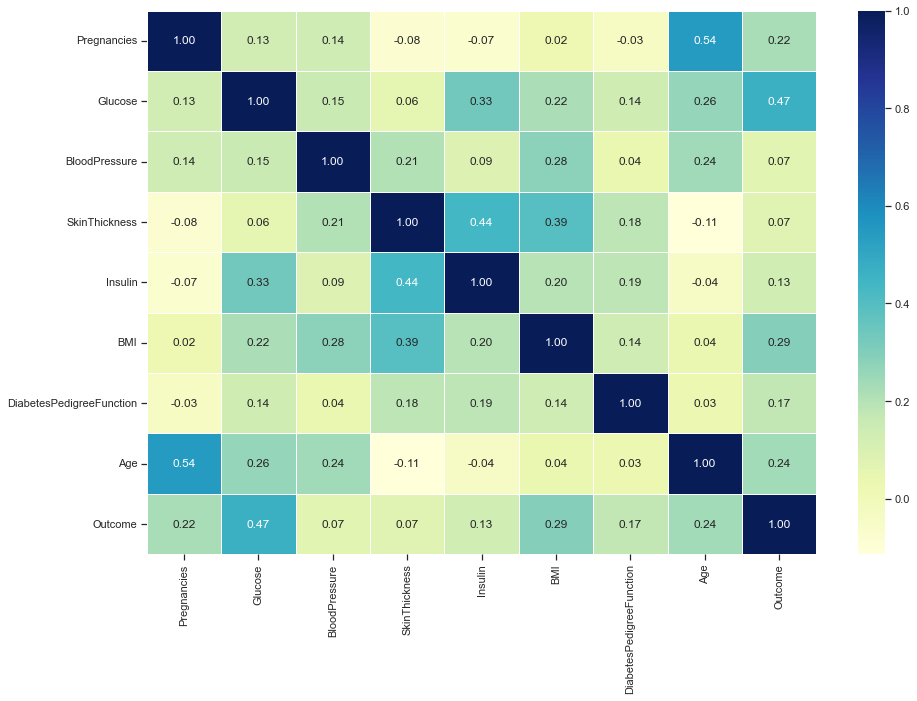 1.0
Pregnancies 1.00 0.13 0.14 -0.08 -0.07 0.02 -0.03 0.54 0.22
Glucose 0.13 1.00 0.15 0.06 0.33 0.22 0.14 0.26 0.47
0.8
BloodPressure 0.14 0.15 1.00 0.21 0.09 0.28 0.04 0.24 0.07
0.6
SkinThickness -0.08 0.06 0.21 1.00 0.44 0.39 0.18 -0.11 0.07
Insulin -0.07 0.33 0.09 0.44 1.00 0.20 0.19 -0.04 0.13
0.4
BMI 0.02 0.22 0.28 0.39 0.20 1.00 0.14 0.04 0.29
DiabetesPedigreeFunction -0.03 0.14 0.04 0.18 0.19 0.14 1.00 0.03 0.17
0.2
Age 0.54 0.26 0.24 -0.11 -0.04 0.04 0.03 1.00 0.24
0.0
Outcome 0.22 0.47 0.07 0.07 0.13 0.29 0.17 0.24 1.00
Pregnancies
Glucose
BloodPressure
SkinThickness
Insulin
BMI
DiabetesPedigreeFunction
Age
Outcome